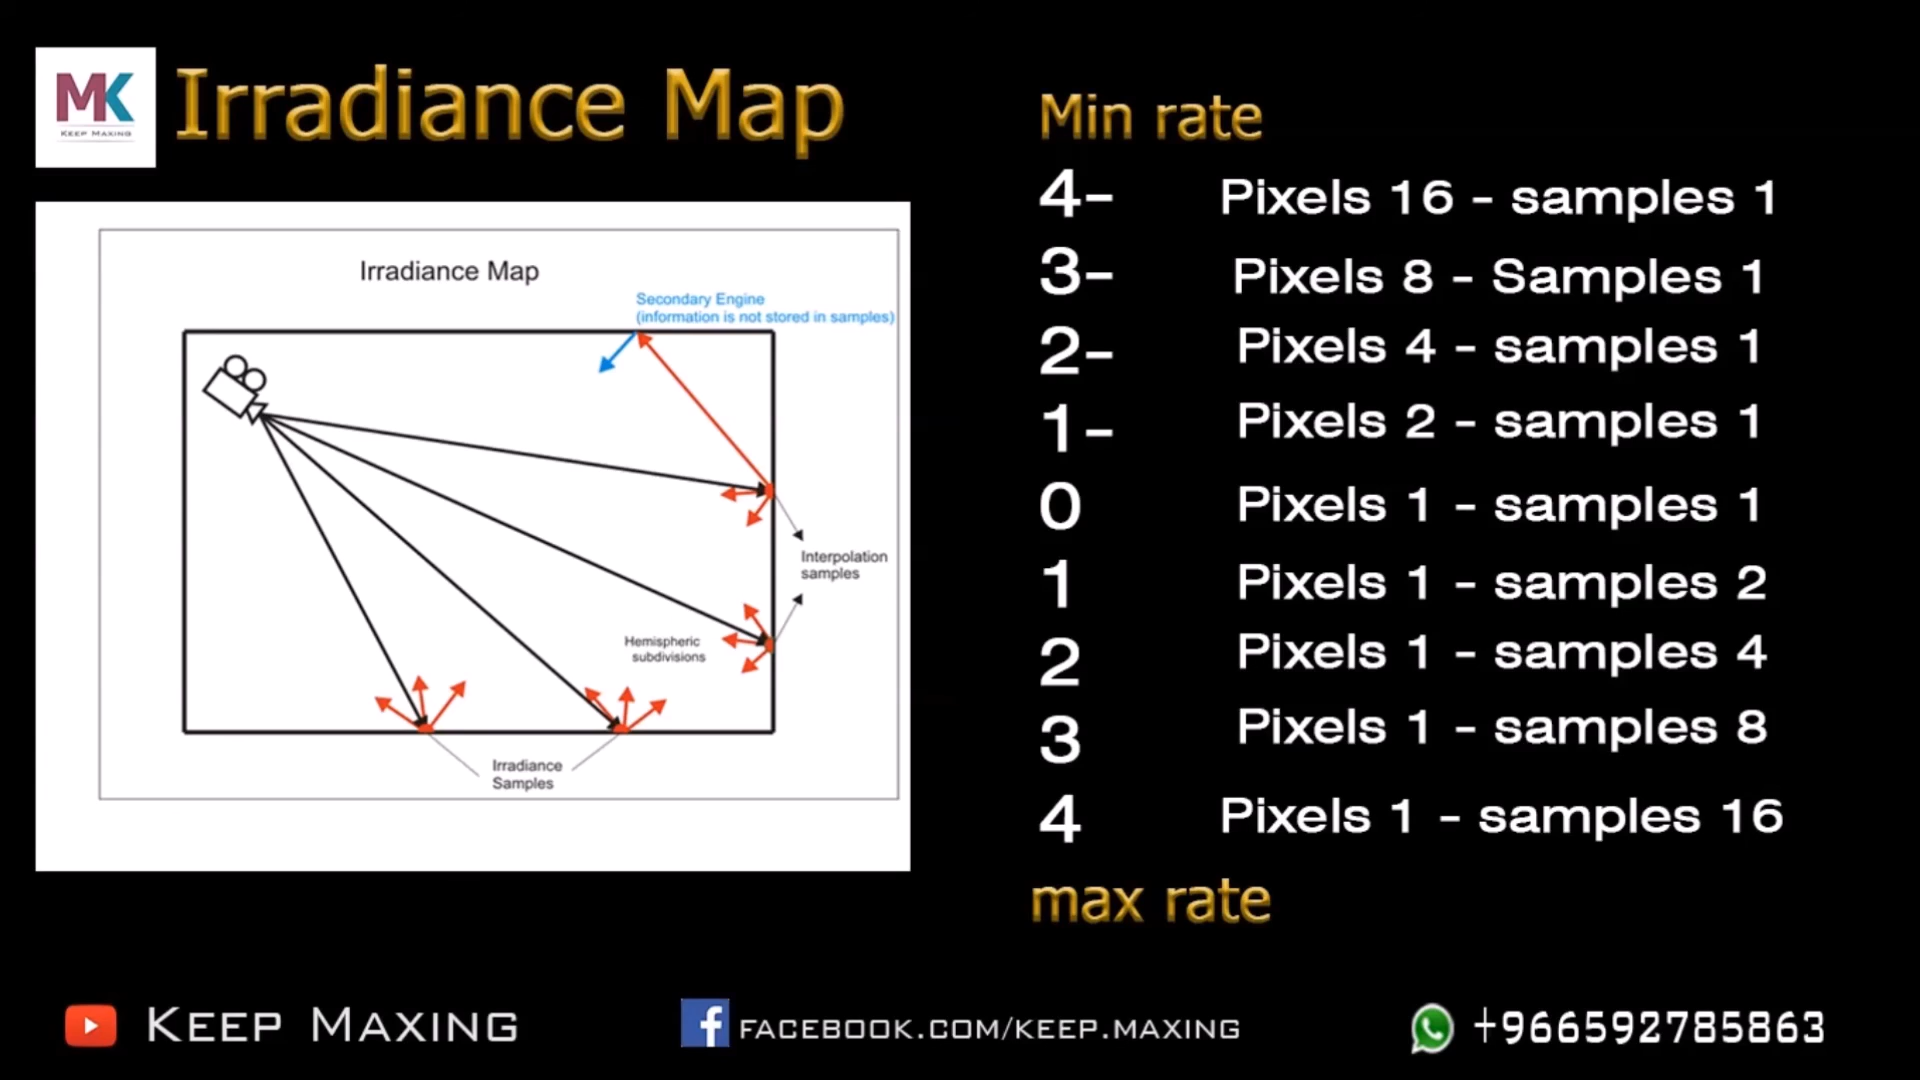 MK
KEEP MAXING
Irradiance Map
Irradiance Map
Secondary Engine
(information is not stored in samples)
Interpolation
samples
Hemispheric
subdivisions
Irradiance
Samples
Min rate
4- Pixels 16 - samples 1
3- Pixels 8 - Samples 1
2- Pixels 4 - samples 1
1- Pixels 2 - samples 1
0 Pixels 1 - samples 1
1 Pixels 1 - samples 2
2 Pixels 1 - samples 4
3 Pixels 1 - samples 8
4 Pixels 1 - samples 16
max rate
KEEP MAXING
FACEBOOK.COM/KEEP.MAXING
+966592785863